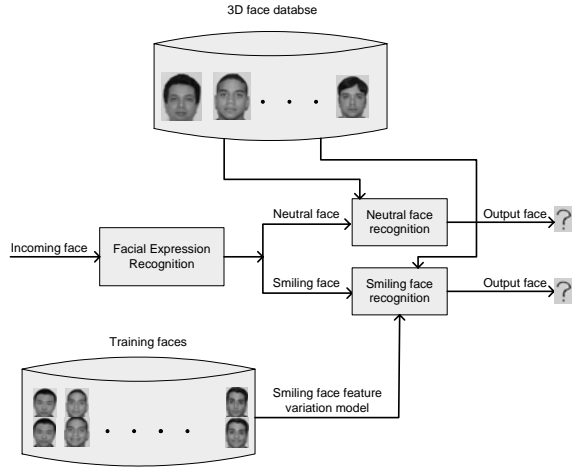 3D face databse
Neutral face
Neutral face
recognition
Output face
?
Incoming face
Facial Expression
Recognition
Smiling face
Smiling face
recognition
Output face
?
Training faces
Smiling face feature
variation model